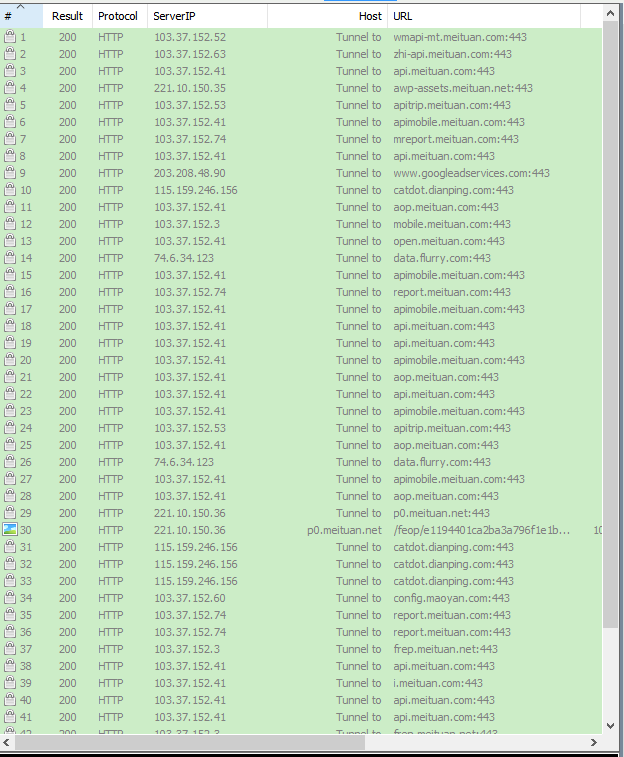 # Result Protocol ServerIP Host URL
1 200 HTTP 103.37.152.52 Tunnel to wmapi-mt.meituan.com:443
2 200 HTTP 103.37.152.63 Tunnel to zhi-api.meituan.com:443
3 200 HTTP 103.37.152.41 Tunnel to api.meituan.com:443
4 200 HTTP 221.10.150.35 Tunnel to awp-assets.meituan.net:443
5 200 HTTP 103.37.152.53 Tunnel to apitrip.meituan.com:443
6 200 HTTP 103.37.152.41 Tunnel to apimobile.meituan.com:443
7 200 HTTP 103.37.152.74 Tunnel to mreport.meituan.com:443
8 200 HTTP 103.37.152.41 Tunnel to api.meituan.com:443
9 200 HTTP 203.208.48.90 Tunnel to www.googleadservices.com:443
10 200 HTTP 115.159.246.156 Tunnel to catdot.dianping.com:443
11 200 HTTP 103.37.152.41 Tunnel to aop.meituan.com:443
12 200 HTTP 103.37.152.3 Tunnel to mobile.meituan.com:443
13 200 HTTP 103.37.152.41 Tunnel to open.meituan.com:443
14 200 HTTP 74.6.34.123 Tunnel to data.flurry.com:443
15 200 HTTP 103.37.152.41 Tunnel to apimobile.meituan.com:443
16 200 HTTP 103.37.152.74 Tunnel to report.meituan.com:443
17 200 HTTP 103.37.152.41 Tunnel to apimobile.meituan.com:443
18 200 HTTP 103.37.152.41 Tunnel to api.meituan.com:443
19 200 HTTP 103.37.152.41 Tunnel to api.meituan.com:443
20 200 HTTP 103.37.152.41 Tunnel to apimobile.meituan.com:443
21 200 HTTP 103.37.152.41 Tunnel to aop.meituan.com:443
22 200 HTTP 103.37.152.41 Tunnel to api.meituan.com:443
23 200 HTTP 103.37.152.41 Tunnel to apimobile.meituan.com:443
24 200 HTTP 103.37.152.53 Tunnel to apitrip.meituan.com:443
25 200 HTTP 103.37.152.41 Tunnel to aop.meituan.com:443
26 200 HTTP 74.6.34.123 Tunnel to data.flurry.com:443
27 200 HTTP 103.37.152.41 Tunnel to apimobile.meituan.com:443
28 200 HTTP 103.37.152.41 Tunnel to aop.meituan.com:443
29 200 HTTP 221.10.150.36 Tunnel to p0.meituan.net:443
30 200 HTTP 221.10.150.36 p0.meituan.net /feop/e1194401ca2ba3a796f1e1b... 10
31 200 HTTP 115.159.246.156 Tunnel to catdot.dianping.com:443
32 200 HTTP 115.159.246.156 Tunnel to catdot.dianping.com:443
33 200 HTTP 115.159.246.156 Tunnel to catdot.dianping.com:443
34 200 HTTP 103.37.152.60 Tunnel to config.maoyan.com:443
35 200 HTTP 103.37.152.74 Tunnel to report.meituan.com:443
36 200 HTTP 103.37.152.74 Tunnel to report.meituan.com:443
37 200 HTTP 103.37.152.3 Tunnel to frep.meituan.net:443
38 200 HTTP 103.37.152.41 Tunnel to api.meituan.com:443
39 200 HTTP 103.37.152.41 Tunnel to i.meituan.com:443
40 200 HTTP 103.37.152.41 Tunnel to api.meituan.com:443
41 200 HTTP 103.37.152.41 Tunnel to api.meituan.com:443
42 200 HTTP 103.37.152.3 Tunnel to frep.meituan.net:443